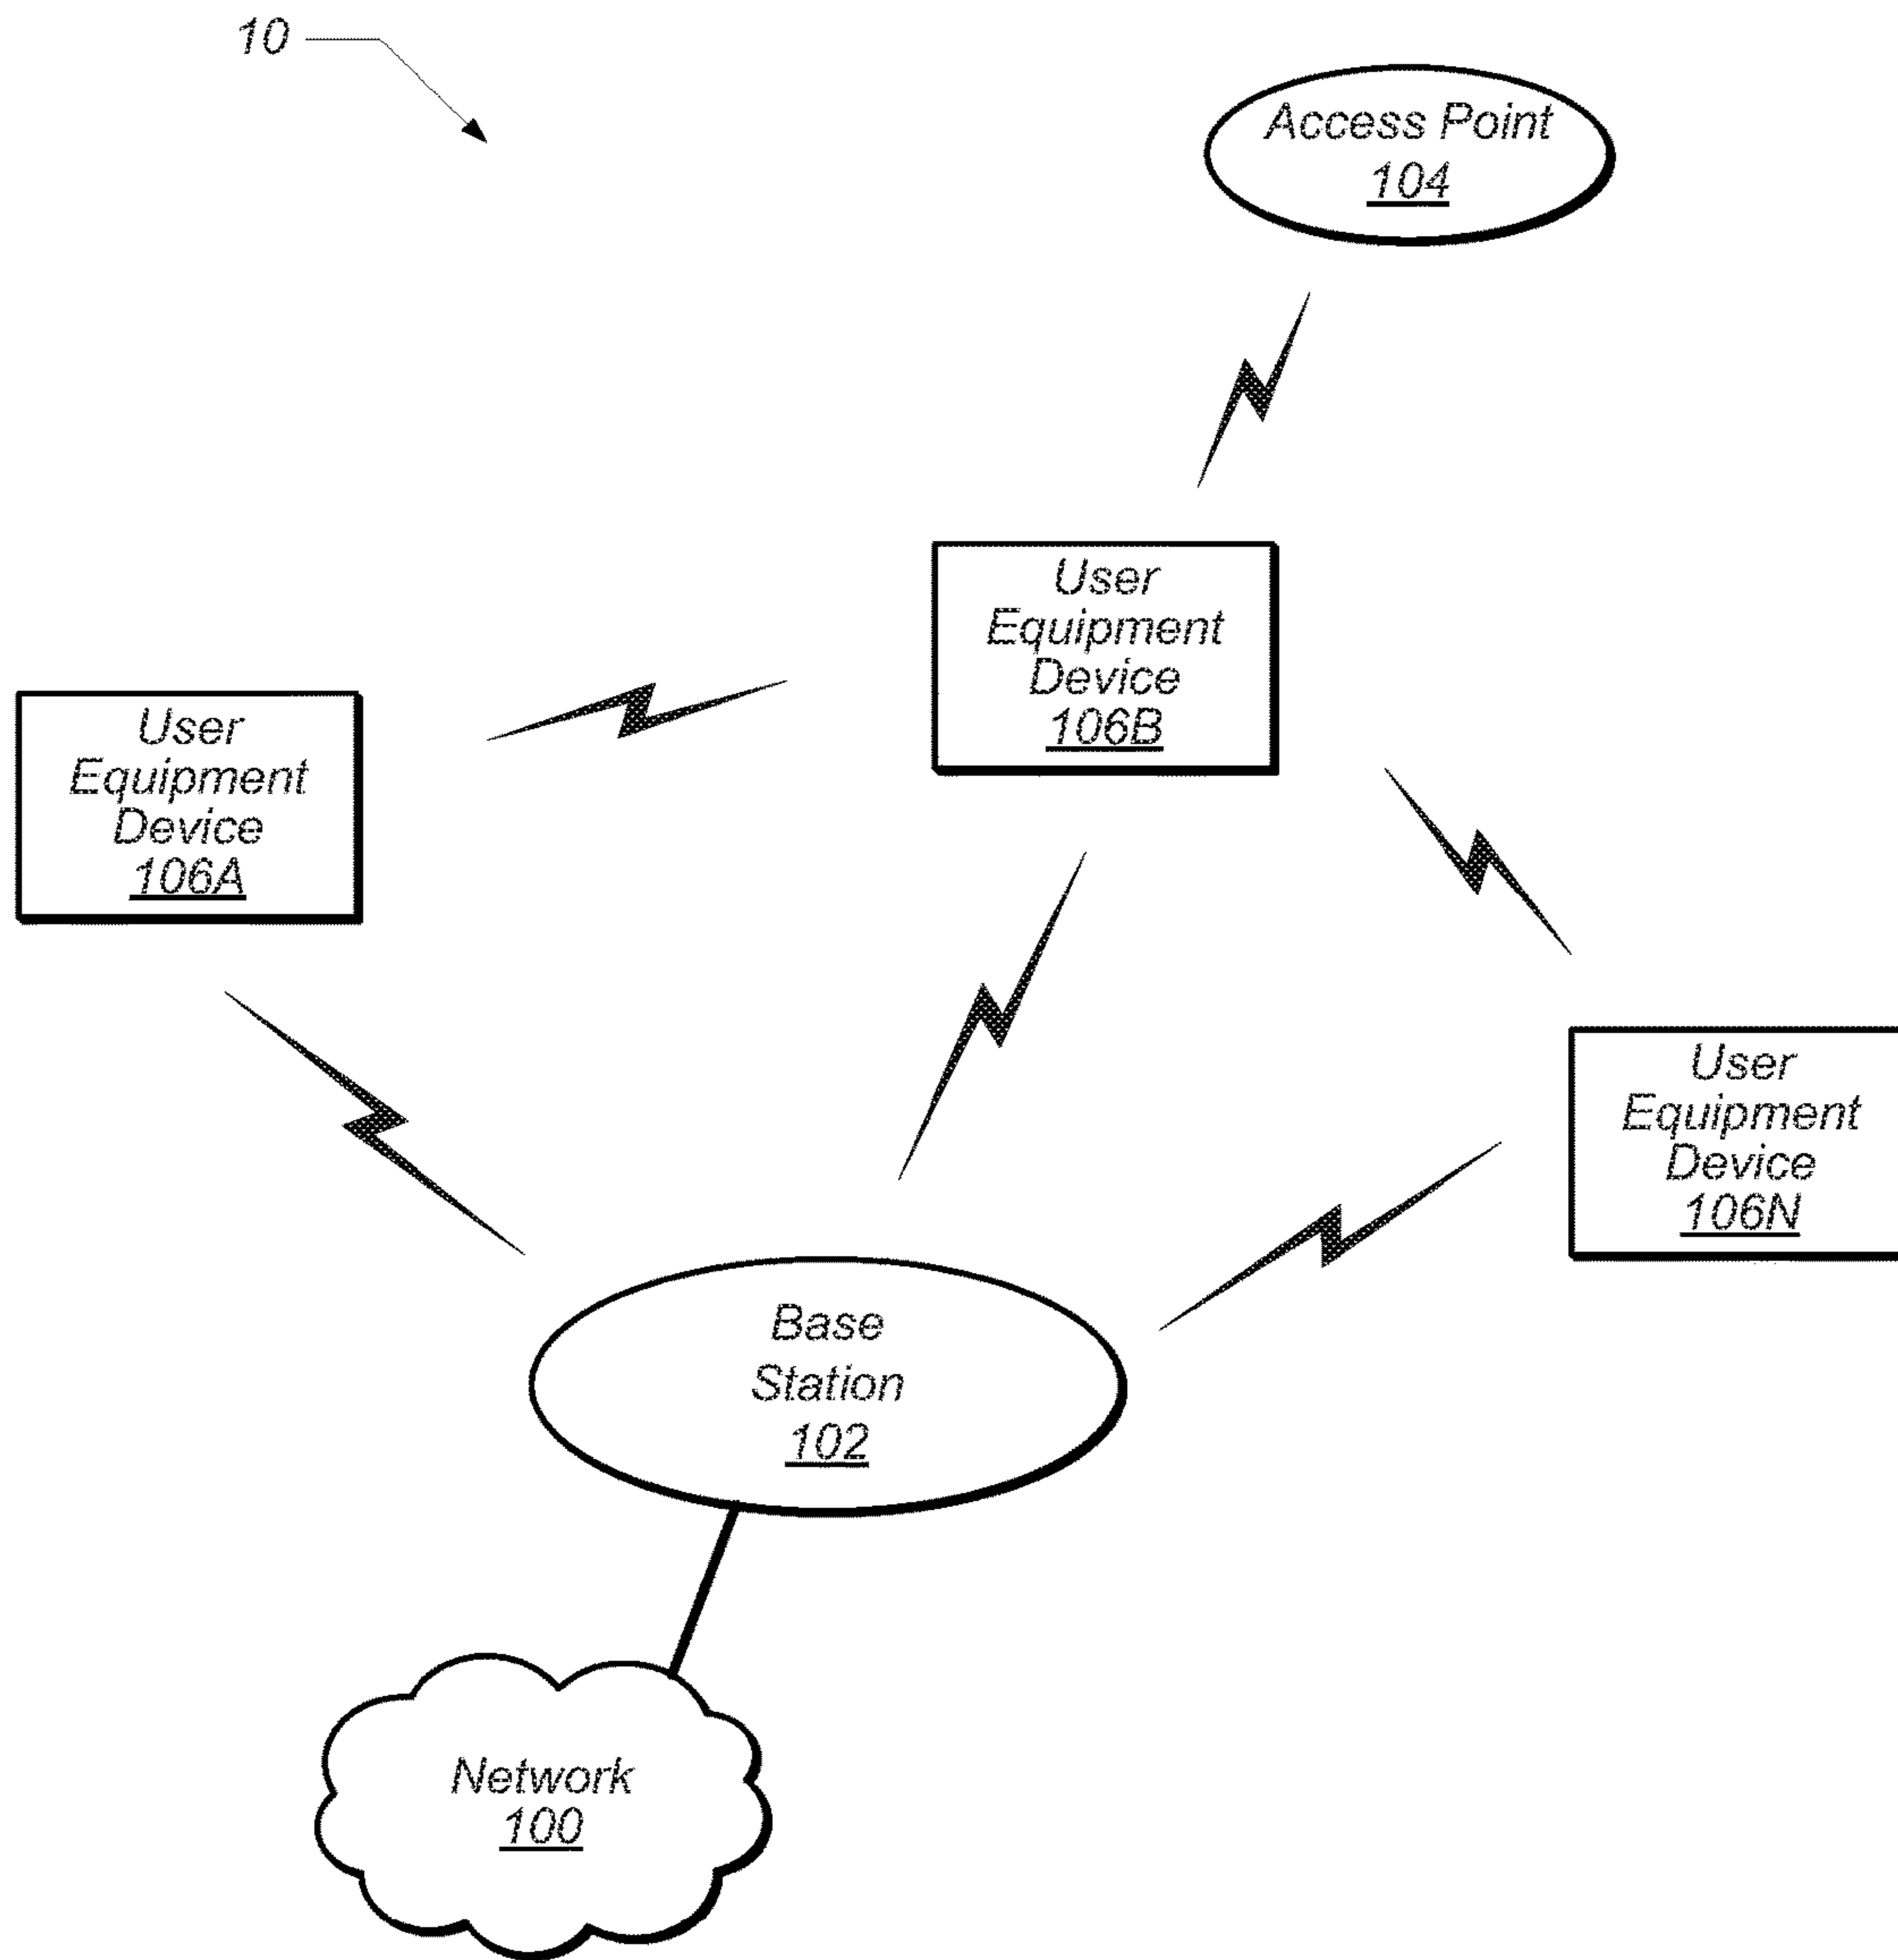 10
Access Point
104
User
Equipment
Device
106B
User
Equipment
Device
106A
User
Equipment
Device
106N
Base
Station
102
Network
100